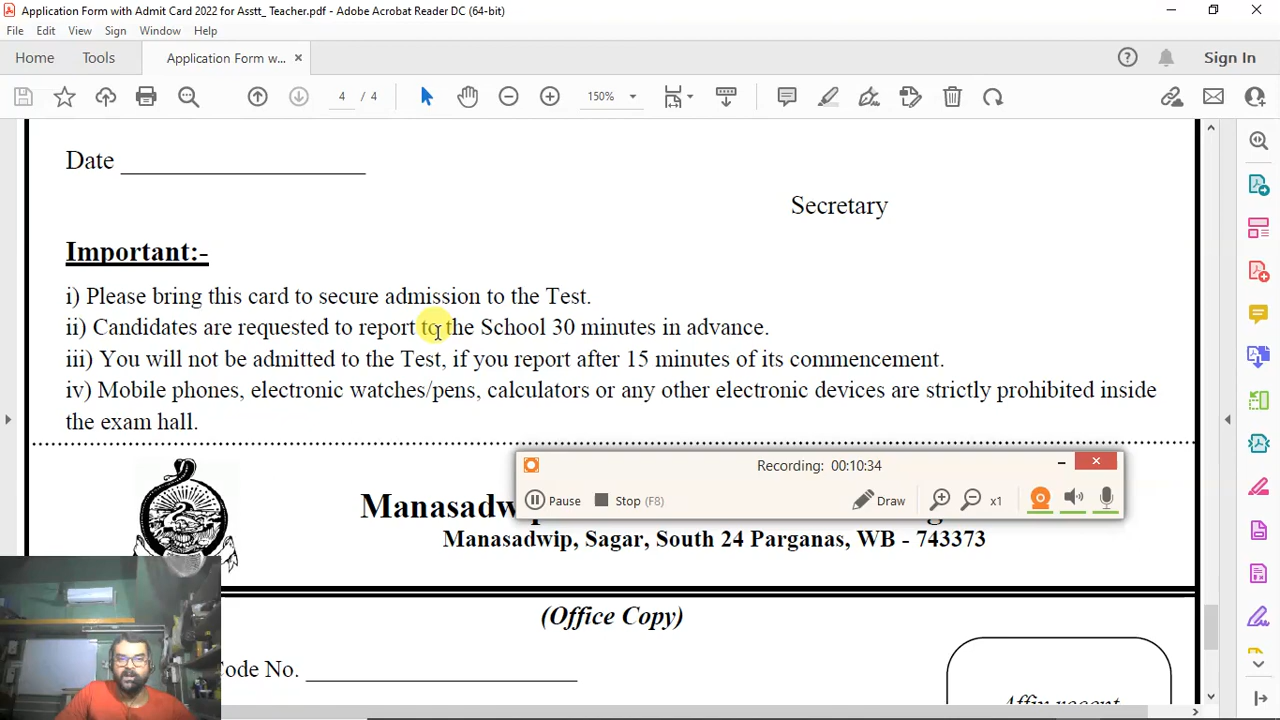 Application Form with Admit Card 2022 for Asstt_ Teacher.pdf - Adobe Acrobat Reader DC (64-bit)
File Edit View Sign Window Help
Home Tools Application Form w... × Sign In
4 / 4 150%
Date _______________
Secretary
Important:-
i) Please bring this card to secure admission to the Test.
ii) Candidates are requested to report to the School 30 minutes in advance.
iii) You will not be admitted to the Test, if you report after 15 minutes of its commencement.
iv) Mobile phones, electronic watches/pens, calculators or any other electronic devices are strictly prohibited inside
the exam hall.
Recording: 00:10:34
Pause Stop (F8) Draw x1
Manasadw
Manasadwip, Sagar, South 24 Parganas, WB - 743373
(Office Copy)
ode No. _______________
Affix recent